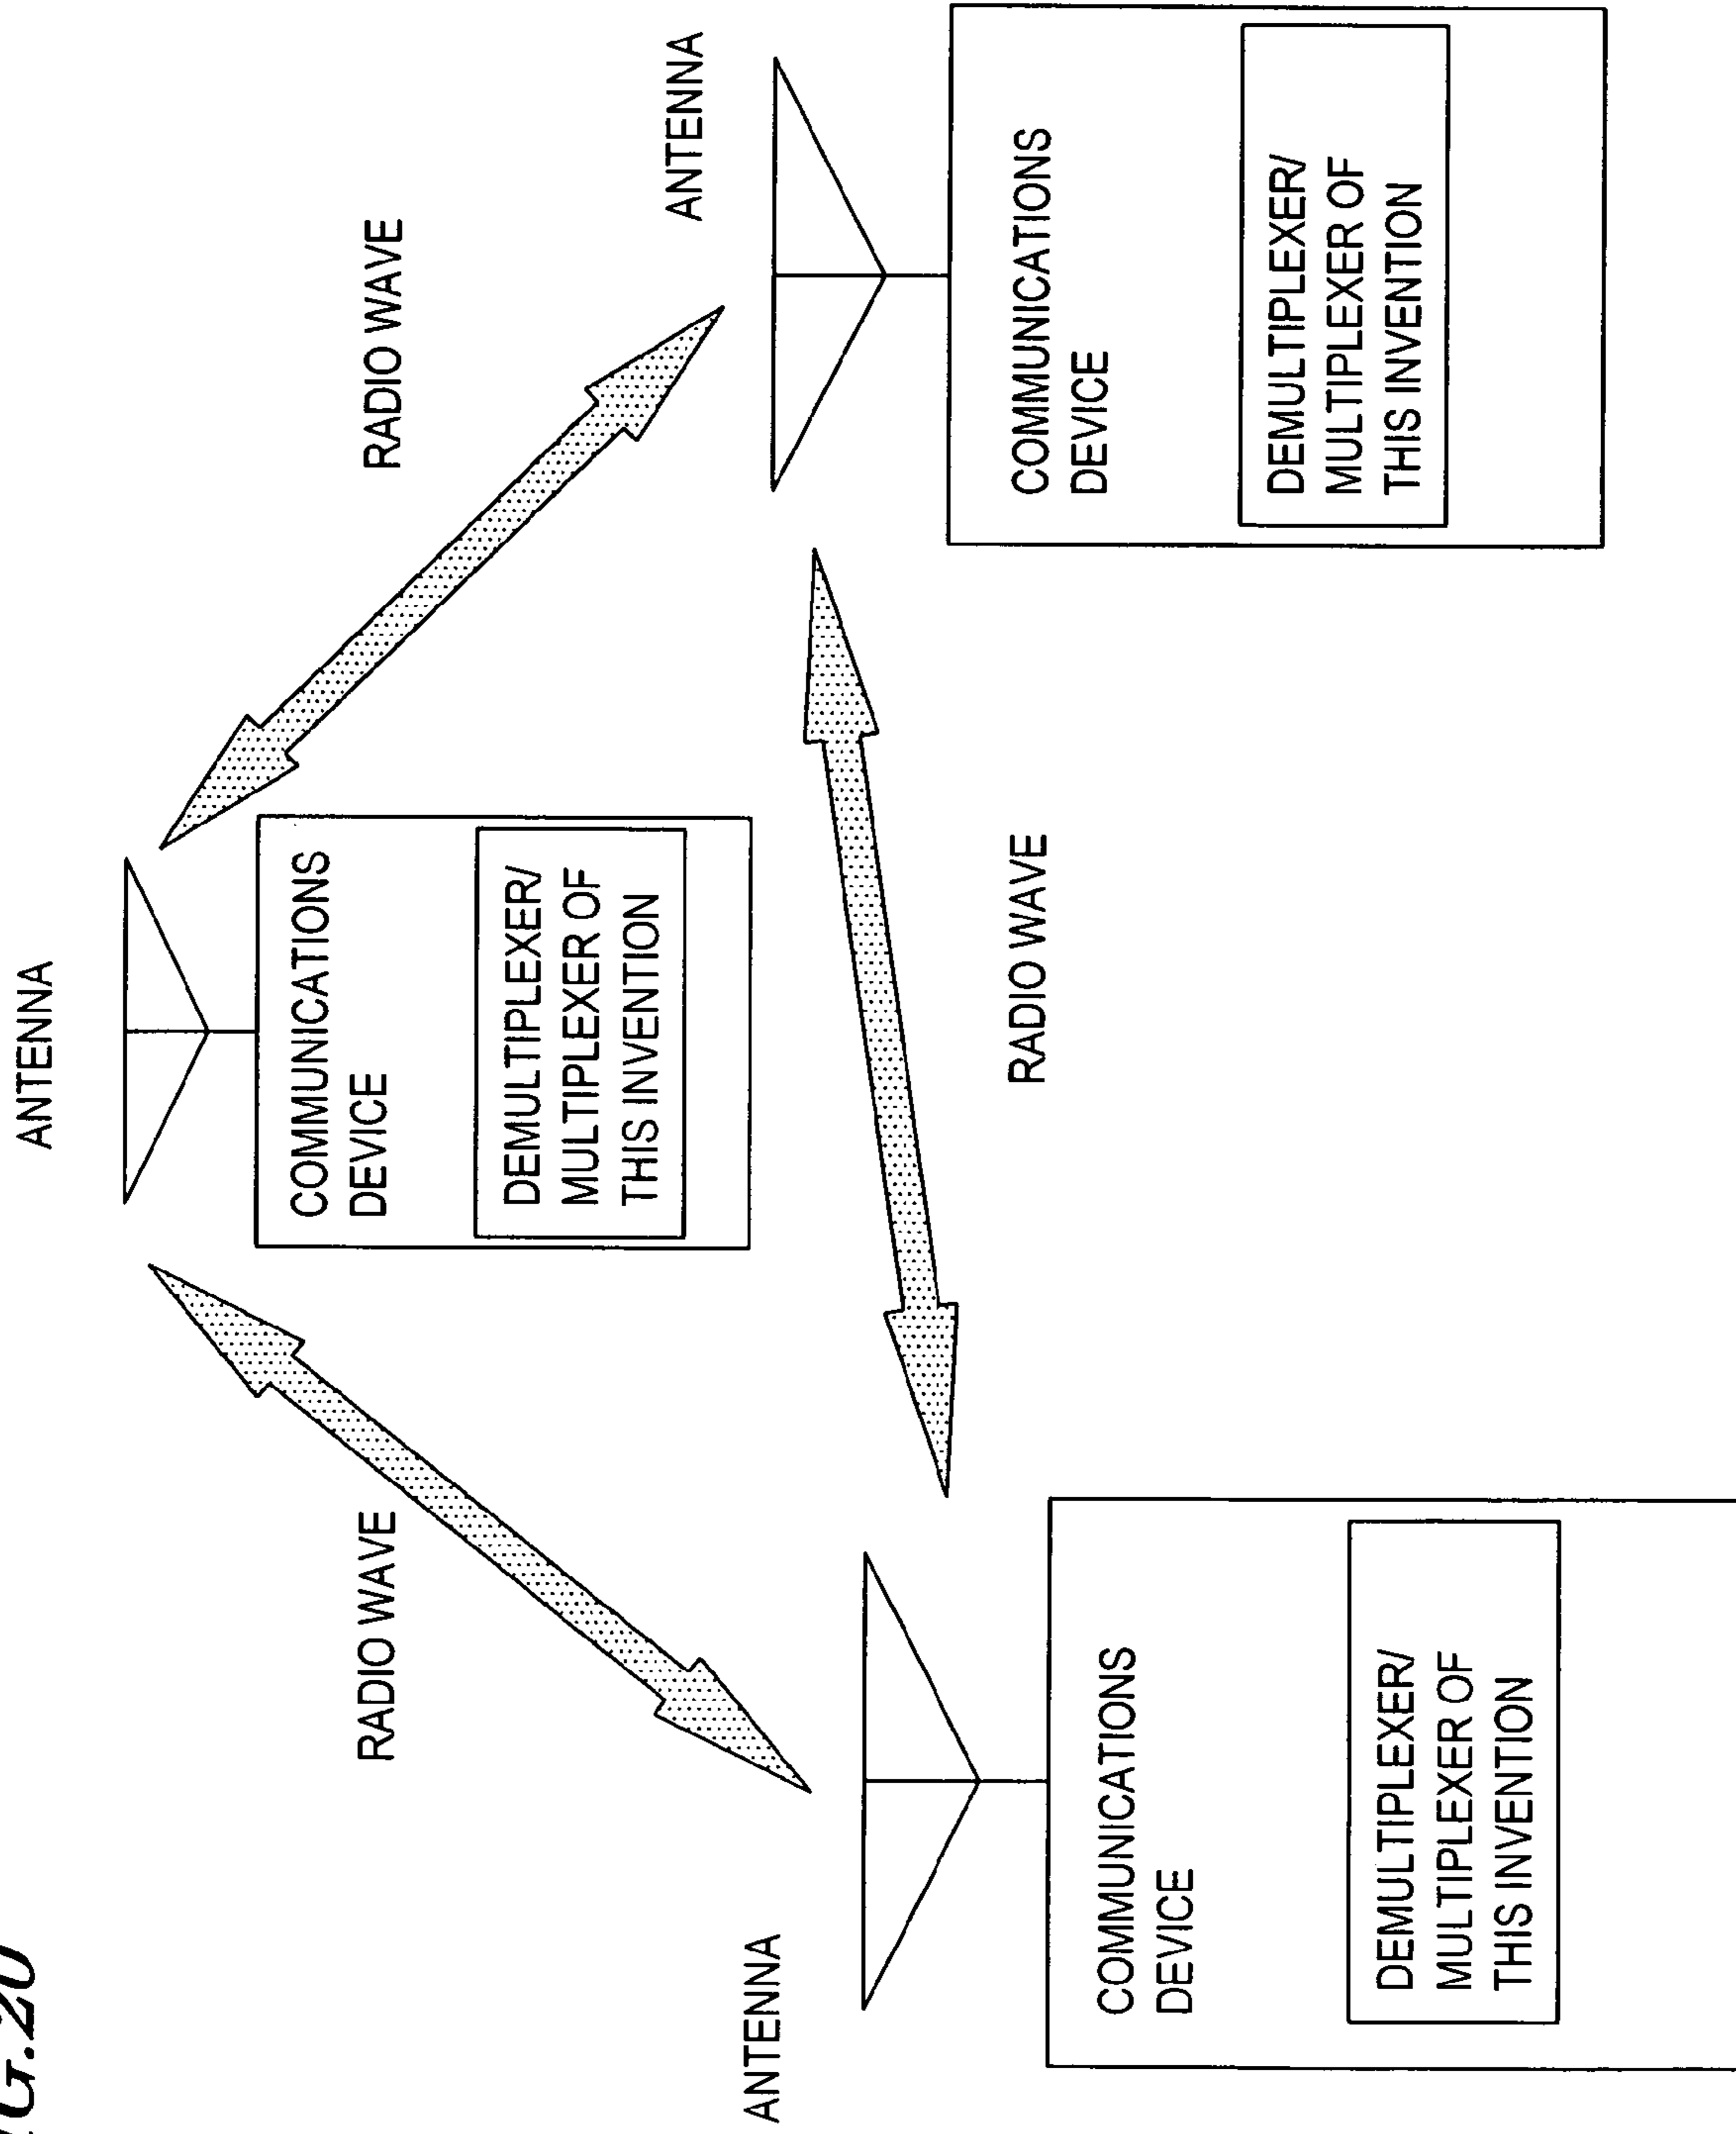 G.20
ANTENNA
COMMUNICATIONS
DEVICE
DEMULTIPLEXER/
MULTIPLEXER OF
THIS INVENTION
RADIO WAVE
RADIO WAVE
ANTENNA
ANTENNA
RADIO WAVE
COMMUNICATIONS
DEVICE
DEMULTIPLEXER/
MULTIPLEXER OF
THIS INVENTION
COMMUNICATIONS
DEVICE
DEMULTIPLEXER/
MULTIPLEXER OF
THIS INVENTION